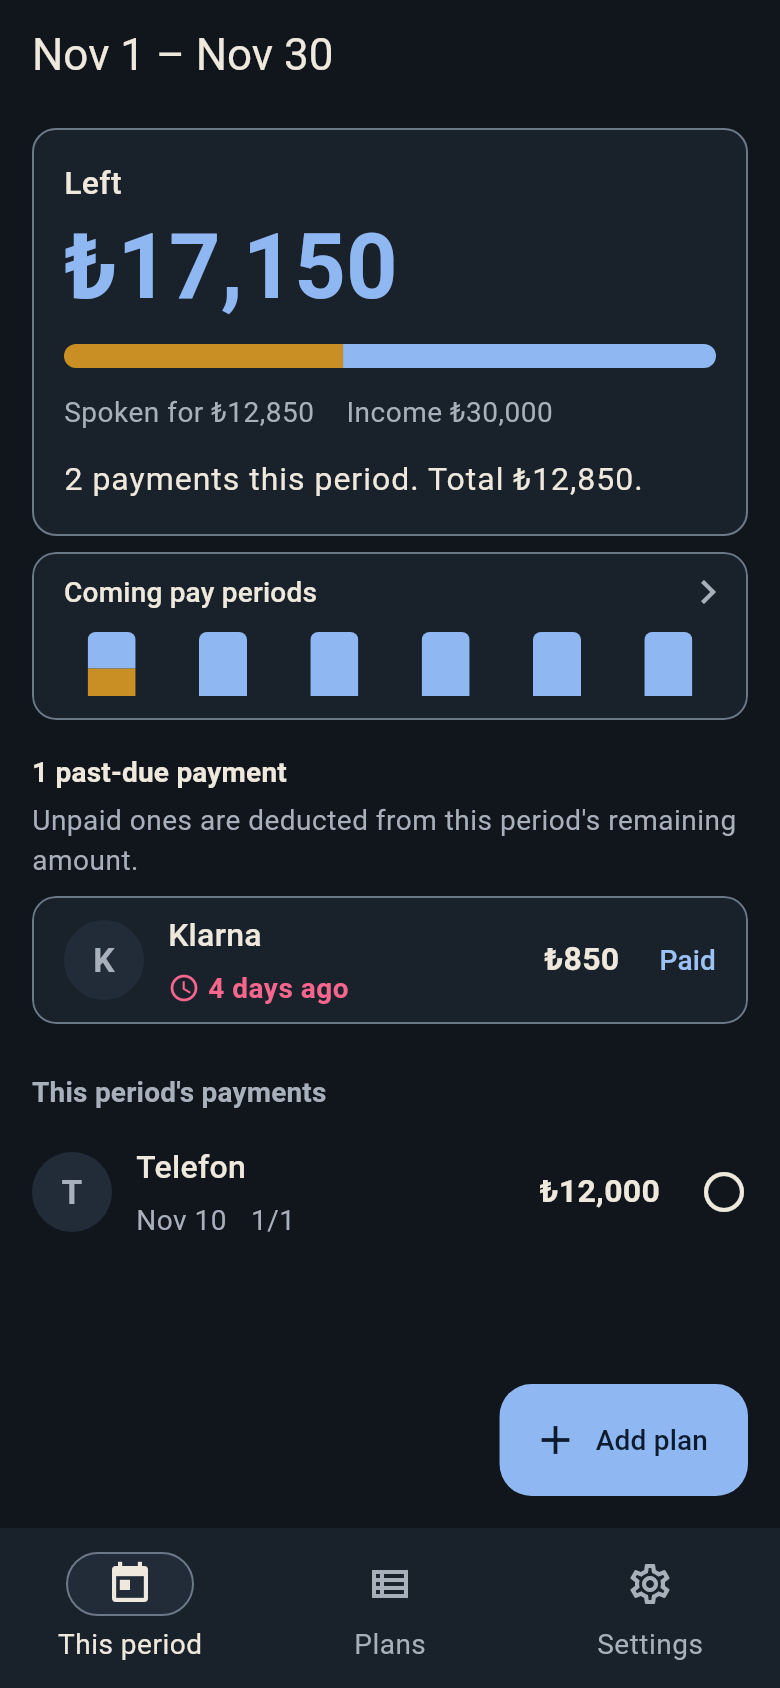 Nov 1 – Nov 30
Left
₺17,150
Spoken for ₺12,850 Income ₺30,000
2 payments this period. Total ₺12,850.
Coming pay periods
1 past-due payment
Unpaid ones are deducted from this period's remaining
amount.
K
Klarna
4 days ago
₺850
Paid
This period's payments
T
Telefon
Nov 10 1/1
₺12,000
Add plan
This period
Plans
Settings